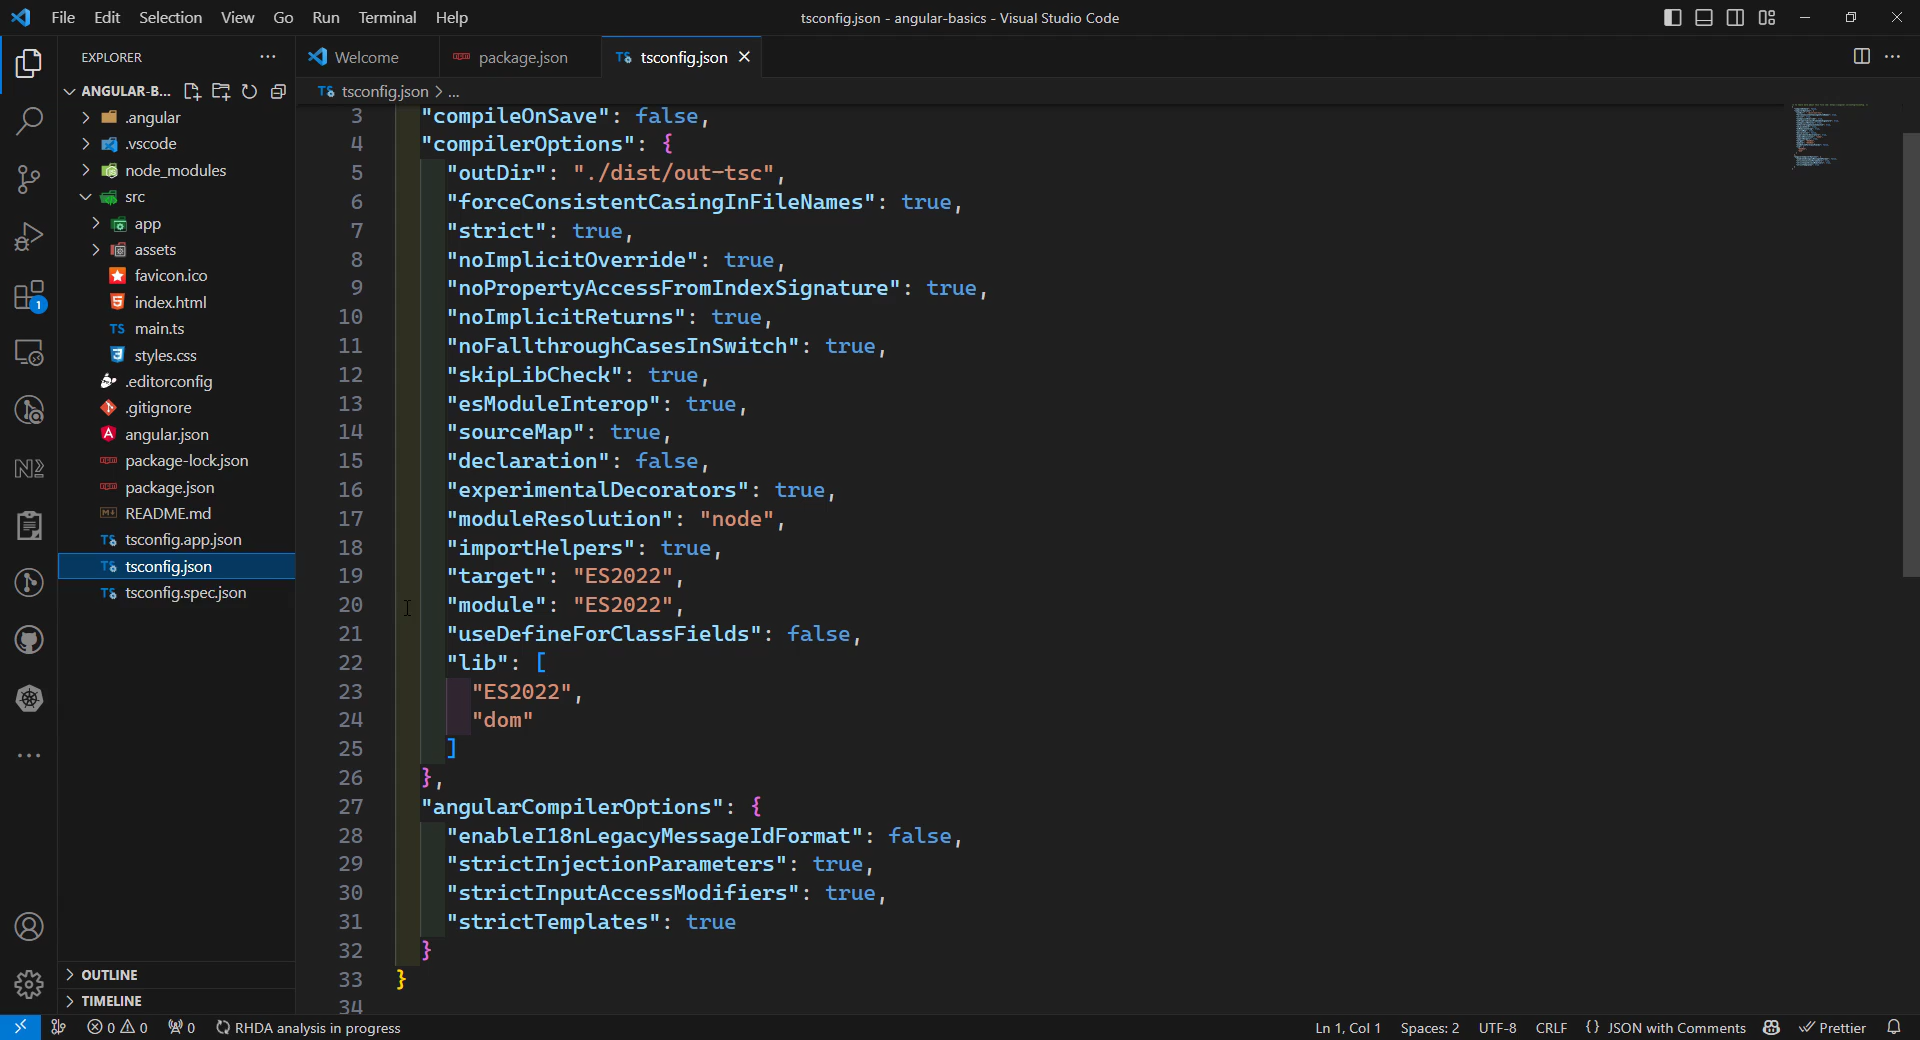 File Edit Selection View Go Run Terminal Help
tsconfig.json - angular-basics - Visual Studio Code
EXPLORER
Welcome
package.json
TS tsconfig.json
ANGULAR-B...
TS tsconfig.json > ...
.angular
.vscode
node_modules
src
app
assets
favicon.ico
index.html
TS main.ts
styles.css
.editorconfig
.gitignore
angular.json
package-lock.json
package.json
README.md
TS tsconfig.app.json
TS tsconfig.json
TS tsconfig.spec.json
OUTLINE
TIMELINE
1
3 "compileOnSave": false,
4 "compilerOptions": {
5 "outDir": "./dist/out-tsc",
6 "forceConsistentCasingInFileNames": true,
7 "strict": true,
8 "noImplicitOverride": true,
9 "noPropertyAccessFromIndexSignature": true,
10 "noImplicitReturns": true,
11 "noFallthroughCasesInSwitch": true,
12 "skipLibCheck": true,
13 "esModuleInterop": true,
14 "sourceMap": true,
15 "declaration": false,
16 "experimentalDecorators": true,
17 "moduleResolution": "node",
18 "importHelpers": true,
19 "target": "ES2022",
20 "module": "ES2022",
21 "useDefineForClassFields": false,
22 "lib": [
23 "ES2022",
24 "dom"
25 ]
26 },
27 "angularCompilerOptions": {
28 "enableI18nLegacyMessageIdFormat": false,
29 "strictInjectionParameters": true,
30 "strictInputAccessModifiers": true,
31 "strictTemplates": true
32 }
33 }
34
0 0 0 RHDA analysis in progress
Ln 1, Col 1 Spaces: 2 UTF-8 CRLF {} JSON with Comments Prettier